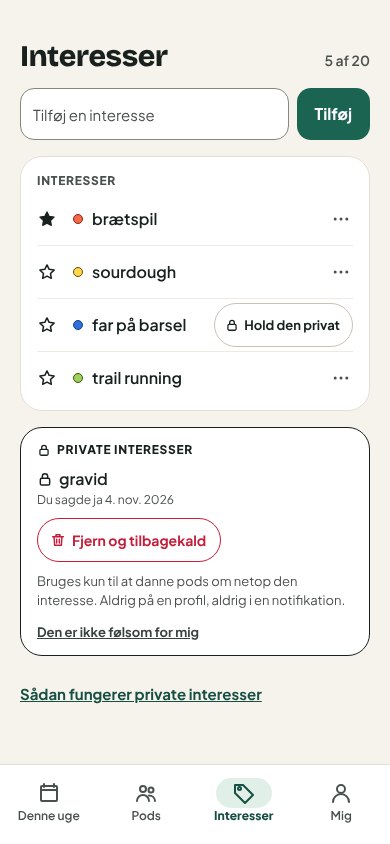 Interesser
5 af 20
Tilføj en interesse
Tilføj
INTERESSER
brætspil
sourdough
far på barsel
Hold den privat
trail running
PRIVATE INTERESSER
gravid
Du sagde ja 4. nov. 2026
Fjern og tilbagekald
Bruges kun til at danne pods om netop den
interesse. Aldrig på en profil, aldrig i en notifikation.
Den er ikke følsom for mig
Sådan fungerer private interesser
Denne uge
Pods
Interesser
Mig